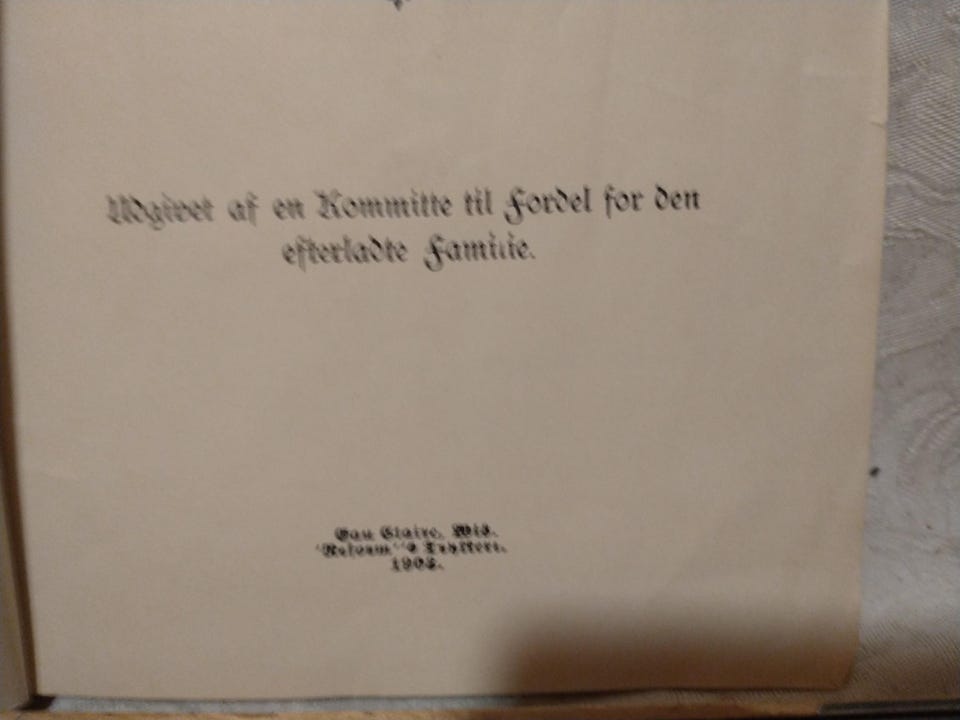 Udgivet af en Kommitte til Fordel for den
efterladte Familie.
Eau Claire, Wis.
"Reform"s Trykkeri.